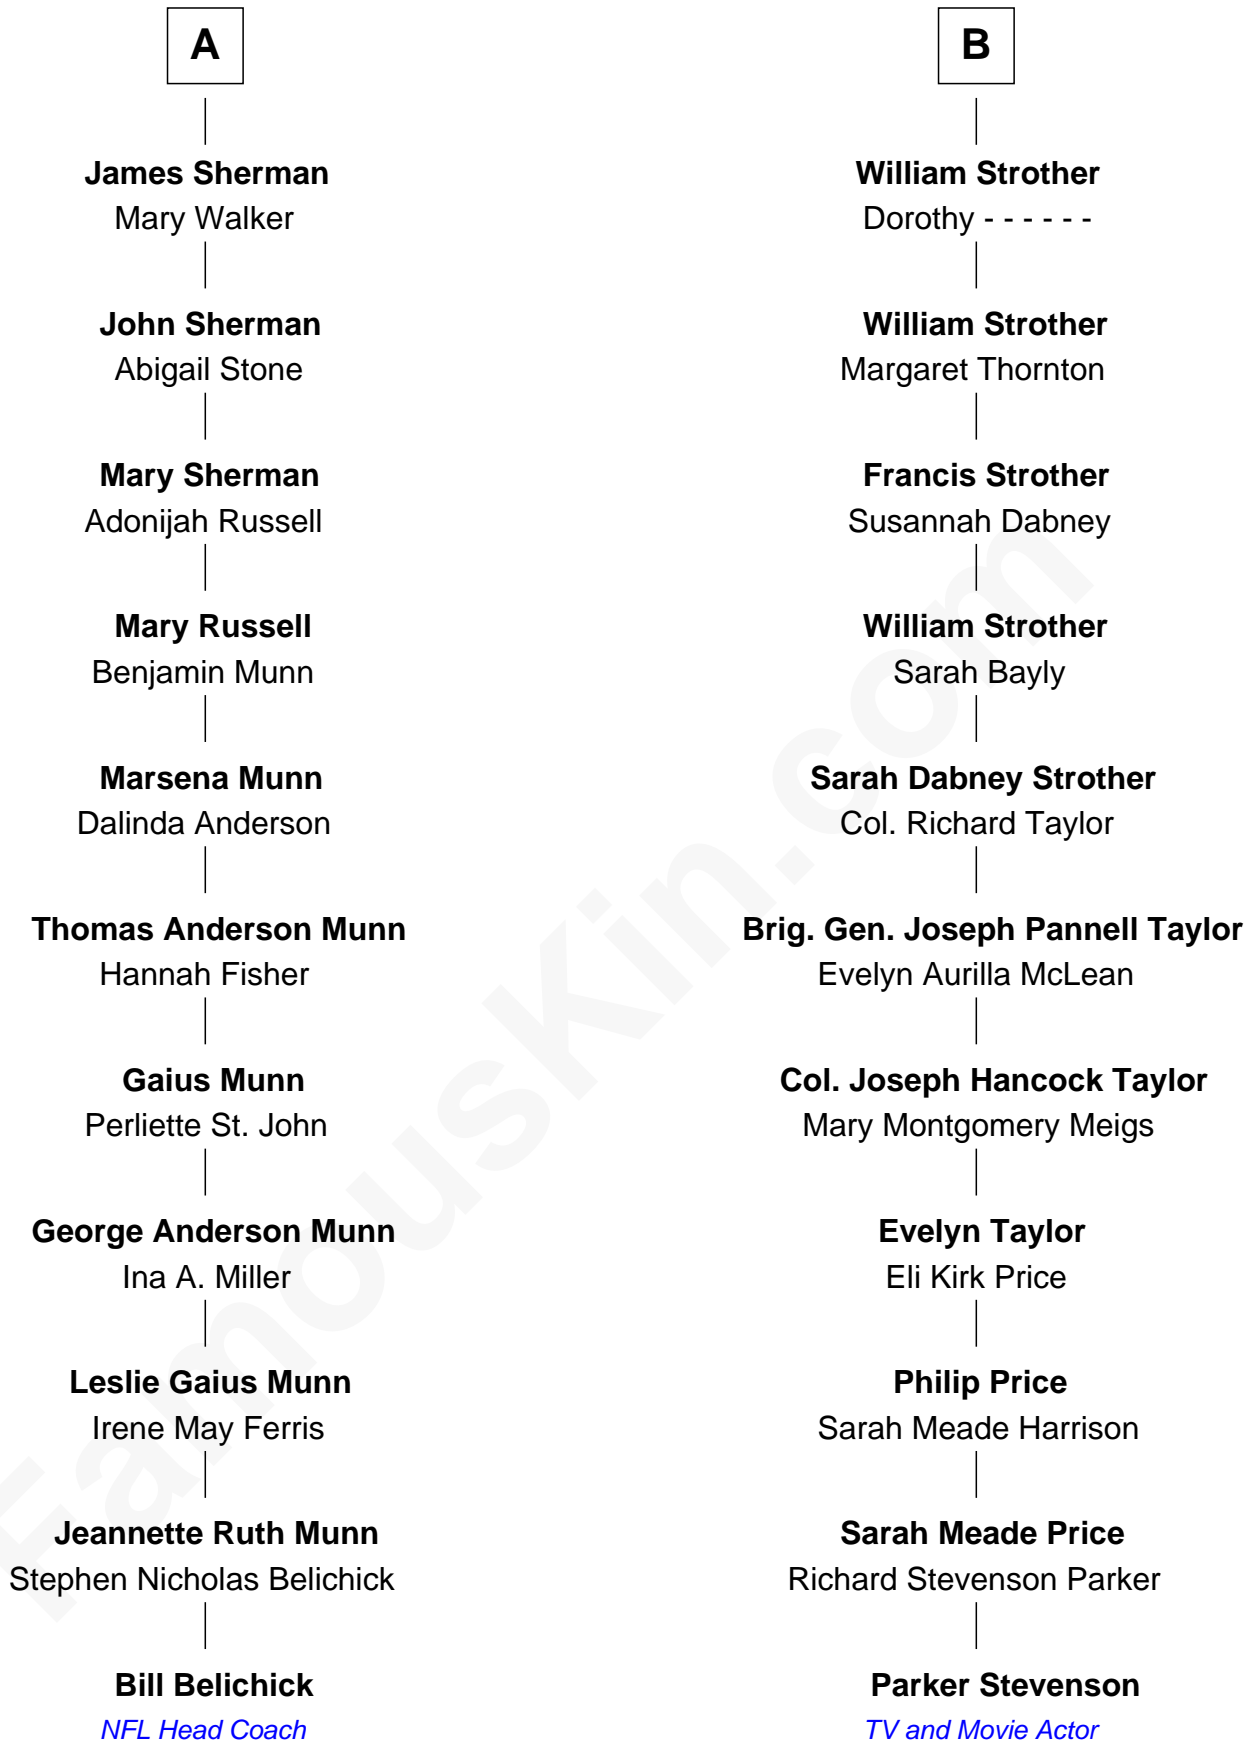 A
James Sherman
Mary Walker
John Sherman
Abigail Stone
Mary Sherman
Adonijah Russell
Mary Russell
Benjamin Munn
Marsena Munn
Dalinda Anderson
Thomas Anderson Munn
Hannah Fisher
Gaius Munn
Perliette St. John
George Anderson Munn
Ina A. Miller
Leslie Gaius Munn
Irene May Ferris
Jeannette Ruth Munn
Stephen Nicholas Belichick
Bill Belichick
NFL Head Coach
B
William Strother
Dorothy - - - - - -
William Strother
Margaret Thornton
Francis Strother
Susannah Dabney
William Strother
Sarah Bayly
Sarah Dabney Strother
Col. Richard Taylor
Brig. Gen. Joseph Pannell Taylor
Evelyn Aurilla McLean
Col. Joseph Hancock Taylor
Mary Montgomery Meigs
Evelyn Taylor
Eli Kirk Price
Philip Price
Sarah Meade Harrison
Sarah Meade Price
Richard Stevenson Parker
Parker Stevenson
TV and Movie Actor
FamousKin.com